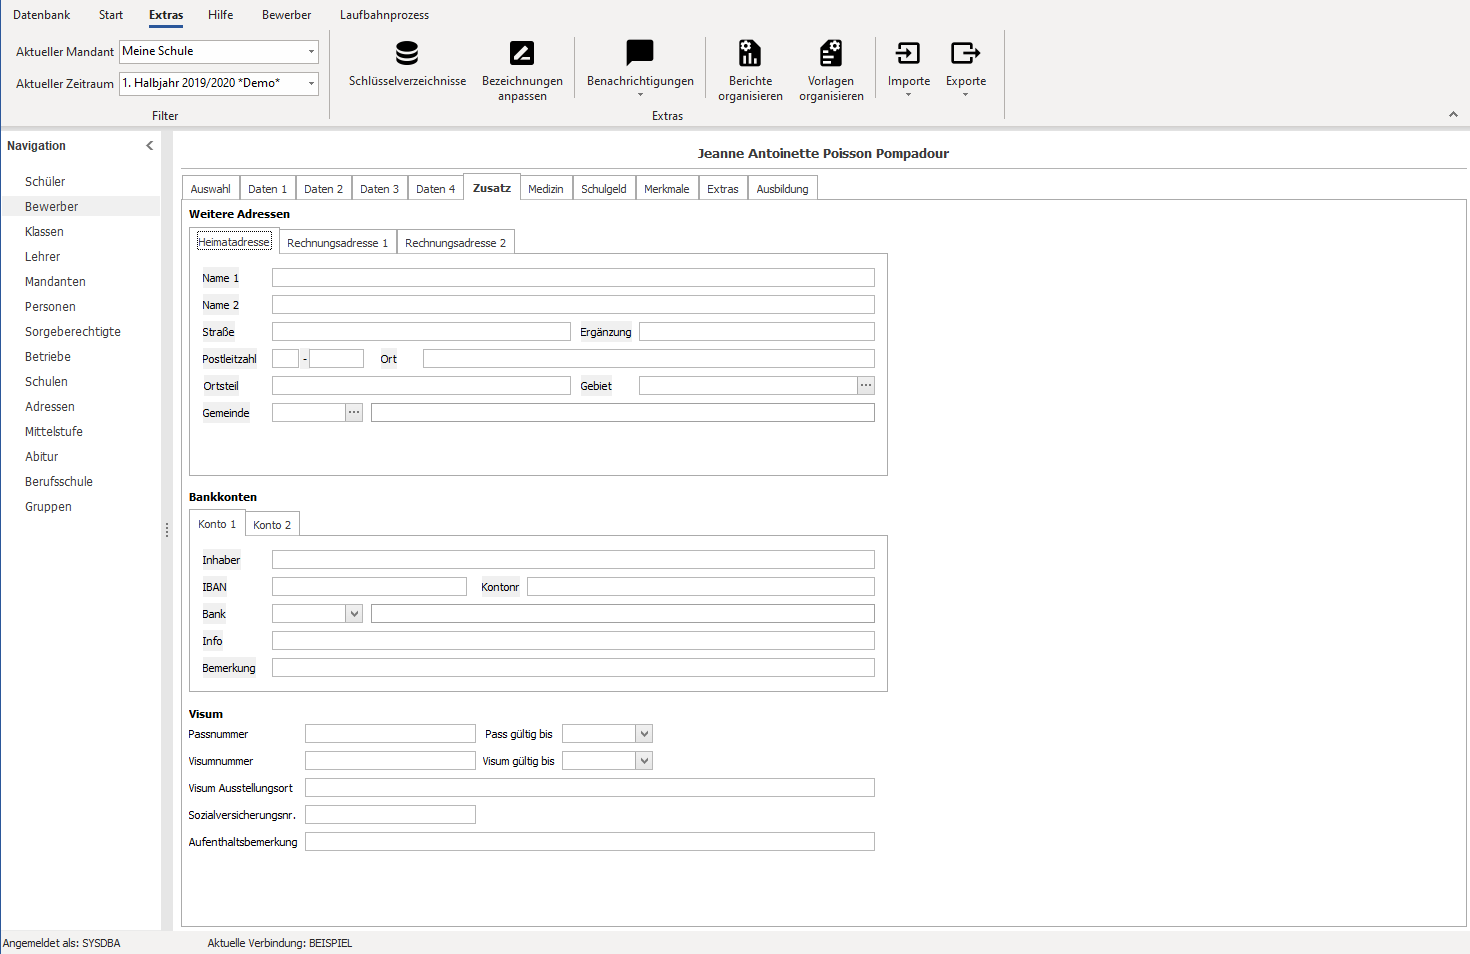 Datenbank Start Extras Hilfe Bewerber Laufbahnprozess
Aktueller Mandant Meine Schule
Aktueller Zeitraum 1. Halbjahr 2019/2020 *Demo*
Filter
Schlüsselverzeichnisse
Bezeichnungen
anpassen
Benachrichtigungen
Berichte
organisieren
Vorlagen
organisieren
Importe
Exporte
Extras
Navigation
Schüler
Bewerber
Klassen
Lehrer
Mandanten
Personen
Sorgeberechtigte
Betriebe
Schulen
Adressen
Mittelstufe
Abitur
Berufsschule
Gruppen
Jeanne Antoinette Poisson Pompadour
Auswahl Daten 1 Daten 2 Daten 3 Daten 4 Zusatz Medizin Schulgeld Merkmale Extras Ausbildung
Weitere Adressen
Heimatadresse Rechnungsadresse 1 Rechnungsadresse 2
Name 1
Name 2
Straße Ergänzung
Postleitzahl - Ort
Ortsteil Gebiet ...
Gemeinde ...
Bankkonten
Konto 1 Konto 2
Inhaber
IBAN Kontonr
Bank
Info
Bemerkung
Visum
Passnummer Pass gültig bis
Visumnummer Visum gültig bis
Visum Ausstellungsort
Sozialversicherungsnr.
Aufenthaltsbemerkung
Angemeldet als: SYSDBA Aktuelle Verbindung: BEISPIEL